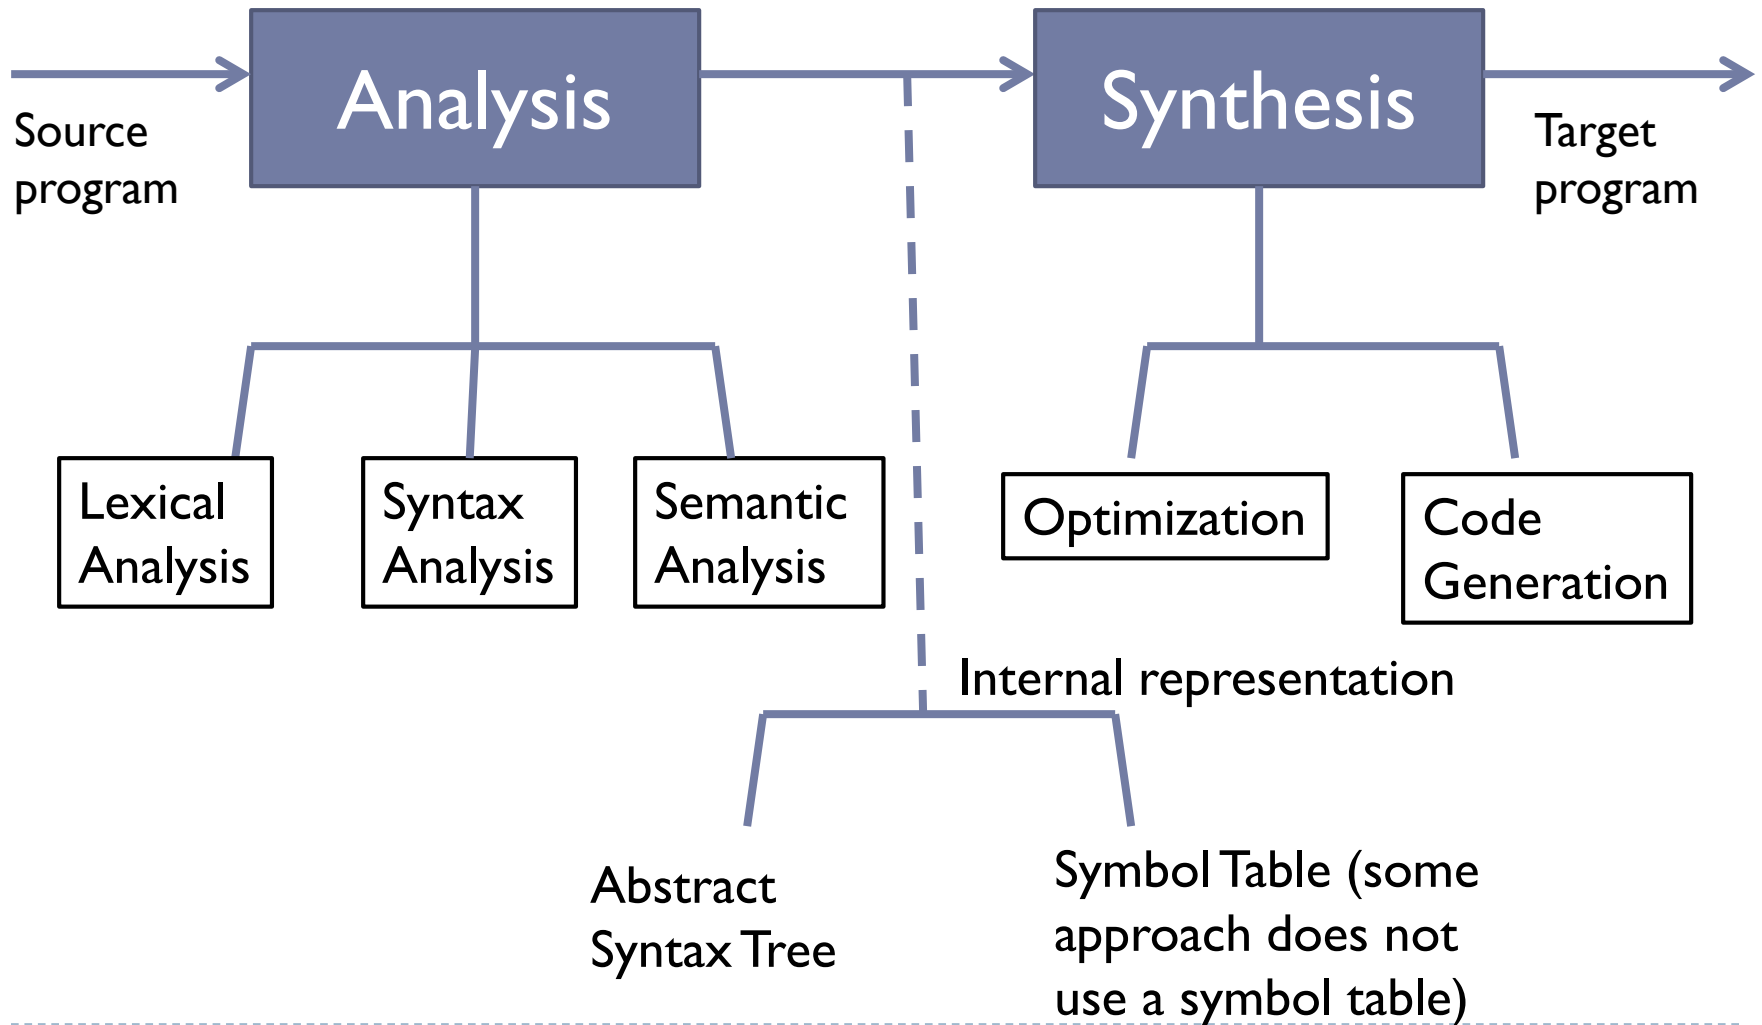 Analysis
Synthesis
Source
program
Target
program
Lexical
Analysis
Syntax
Analysis
Semantic
Analysis
Optimization
Code
Generation
Internal representation
Abstract
Syntax Tree
Symbol Table (some
approach does not
use a symbol table)